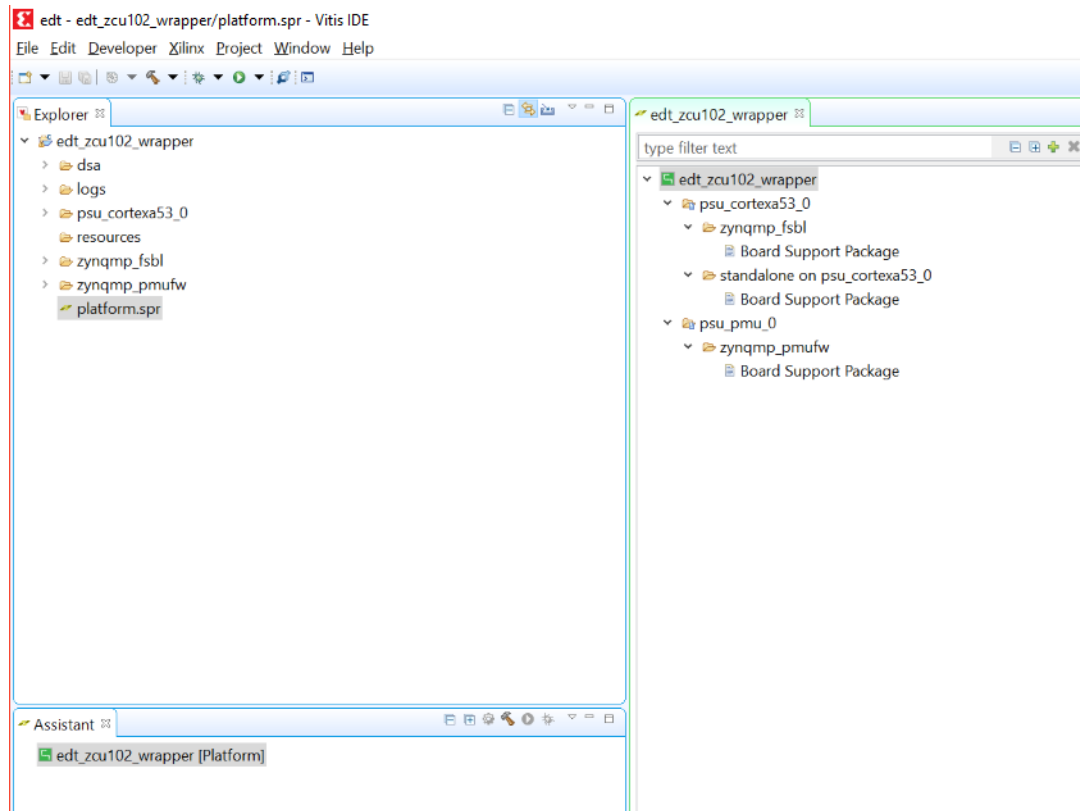 edt - edt_zcu102_wrapper/platform.spr - Vitis IDE
File Edit Developer Xilinx Project Window Help
Explorer
edt_zcu102_wrapper
dsa
logs
psu_cortexa53_0
resources
zynqmp_fsbl
zynqmp_pmufw
platform.spr
Assistant
edt_zcu102_wrapper [Platform]
edt_zcu102_wrapper
type filter text
edt_zcu102_wrapper
psu_cortexa53_0
zynqmp_fsbl
Board Support Package
standalone on psu_cortexa53_0
Board Support Package
psu_pmu_0
zynqmp_pmufw
Board Support Package